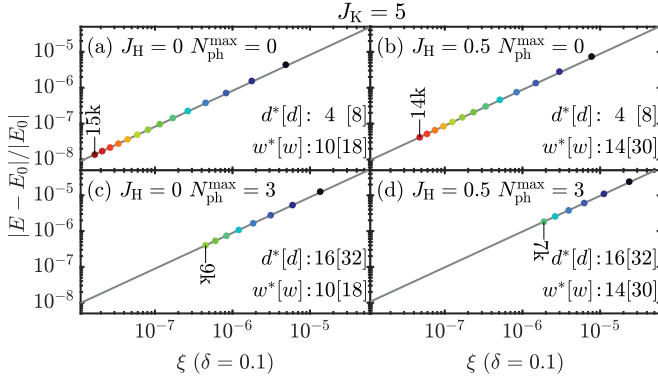 J_K = 5
(a) J_H = 0 N_ph^max = 0
15k
d*[d]: 4 [8]
w*[w]: 10[18]
(b) J_H = 0.5 N_ph^max = 0
14k
d*[d]: 4 [8]
w*[w]: 14[30]
(c) J_H = 0 N_ph^max = 3
9k
d*[d]: 16[32]
w*[w]: 10[18]
(d) J_H = 0.5 N_ph^max = 3
7k
d*[d]: 16[32]
w*[w]: 14[30]
|E − E_0|/|E_0|
10^-5
10^-6
10^-7
10^-8
10^-5
10^-6
10^-7
10^-8
10^-7 10^-6 10^-5
10^-7 10^-6 10^-5
ξ (δ = 0.1)
ξ (δ = 0.1)